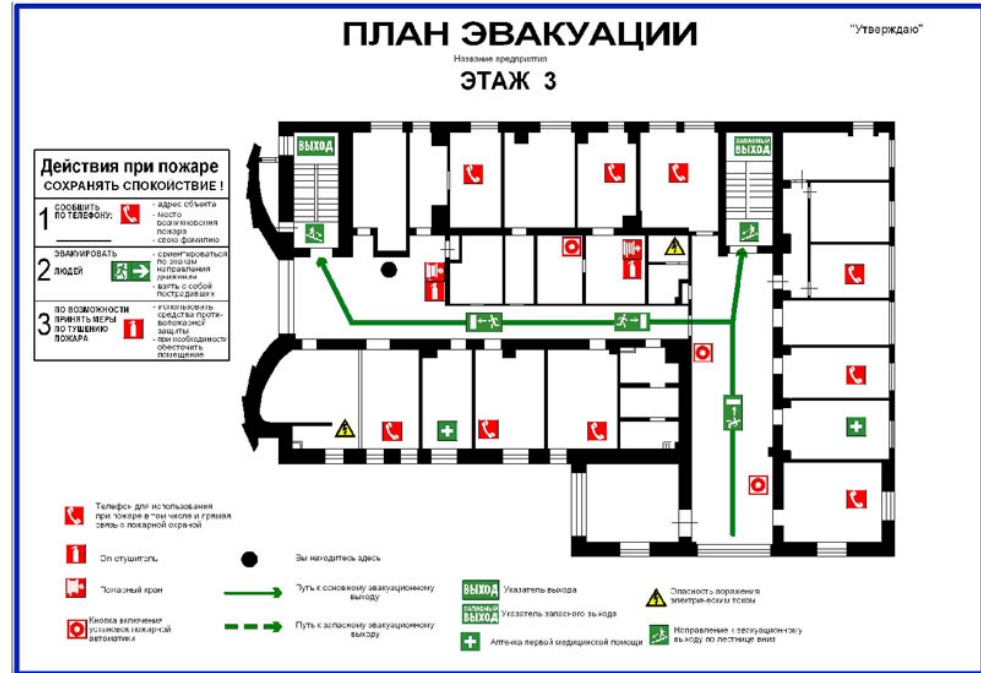 ПЛАН ЭВАКУАЦИИ
"Утверждаю"
Название предприятия
ЭТАЖ 3
ВЫХОД
ЗАПАСНЫЙ
ВЫХОД
Действия при пожаре
СОХРАНЯТЬ СПОКОЙСТВИЕ !
1 СООБЩИТЬ
ПО ТЕЛЕФОНУ:
- адрес объекта
- место
возникновения
пожара
- свою фамилию
2 ЭВАКУИРОВАТЬ
ЛЮДЕЙ
- ориентироваться
по знакам
направления
движения
- взять с собой
пострадавших
3 ПО ВОЗМОЖНОСТИ
ПРИНЯТЬ МЕРЫ
ПО ТУШЕНИЮ
ПОЖАРА
- использовать
средства проти-
вопожарной
защиты
- при необходимости
обесточить
помещение
Телефон для использования
при пожаре в том числе и прямая
связь с пожарной охраной
Огнетушитель
Пожарный кран
Кнопка включения
установок пожарной
автоматики
Вы находитесь здесь
Путь к основному эвакуационному
выходу
Путь к запасному эвакуационному
выходу
ВЫХОД
Указатель выхода
ЗАПАСНЫЙ
ВЫХОД
Указатель запасного выхода
Аптечка первой медицинской помощи
Опасность поражения
электрическим током
Направление к эвакуационному
выходу по лестнице вниз